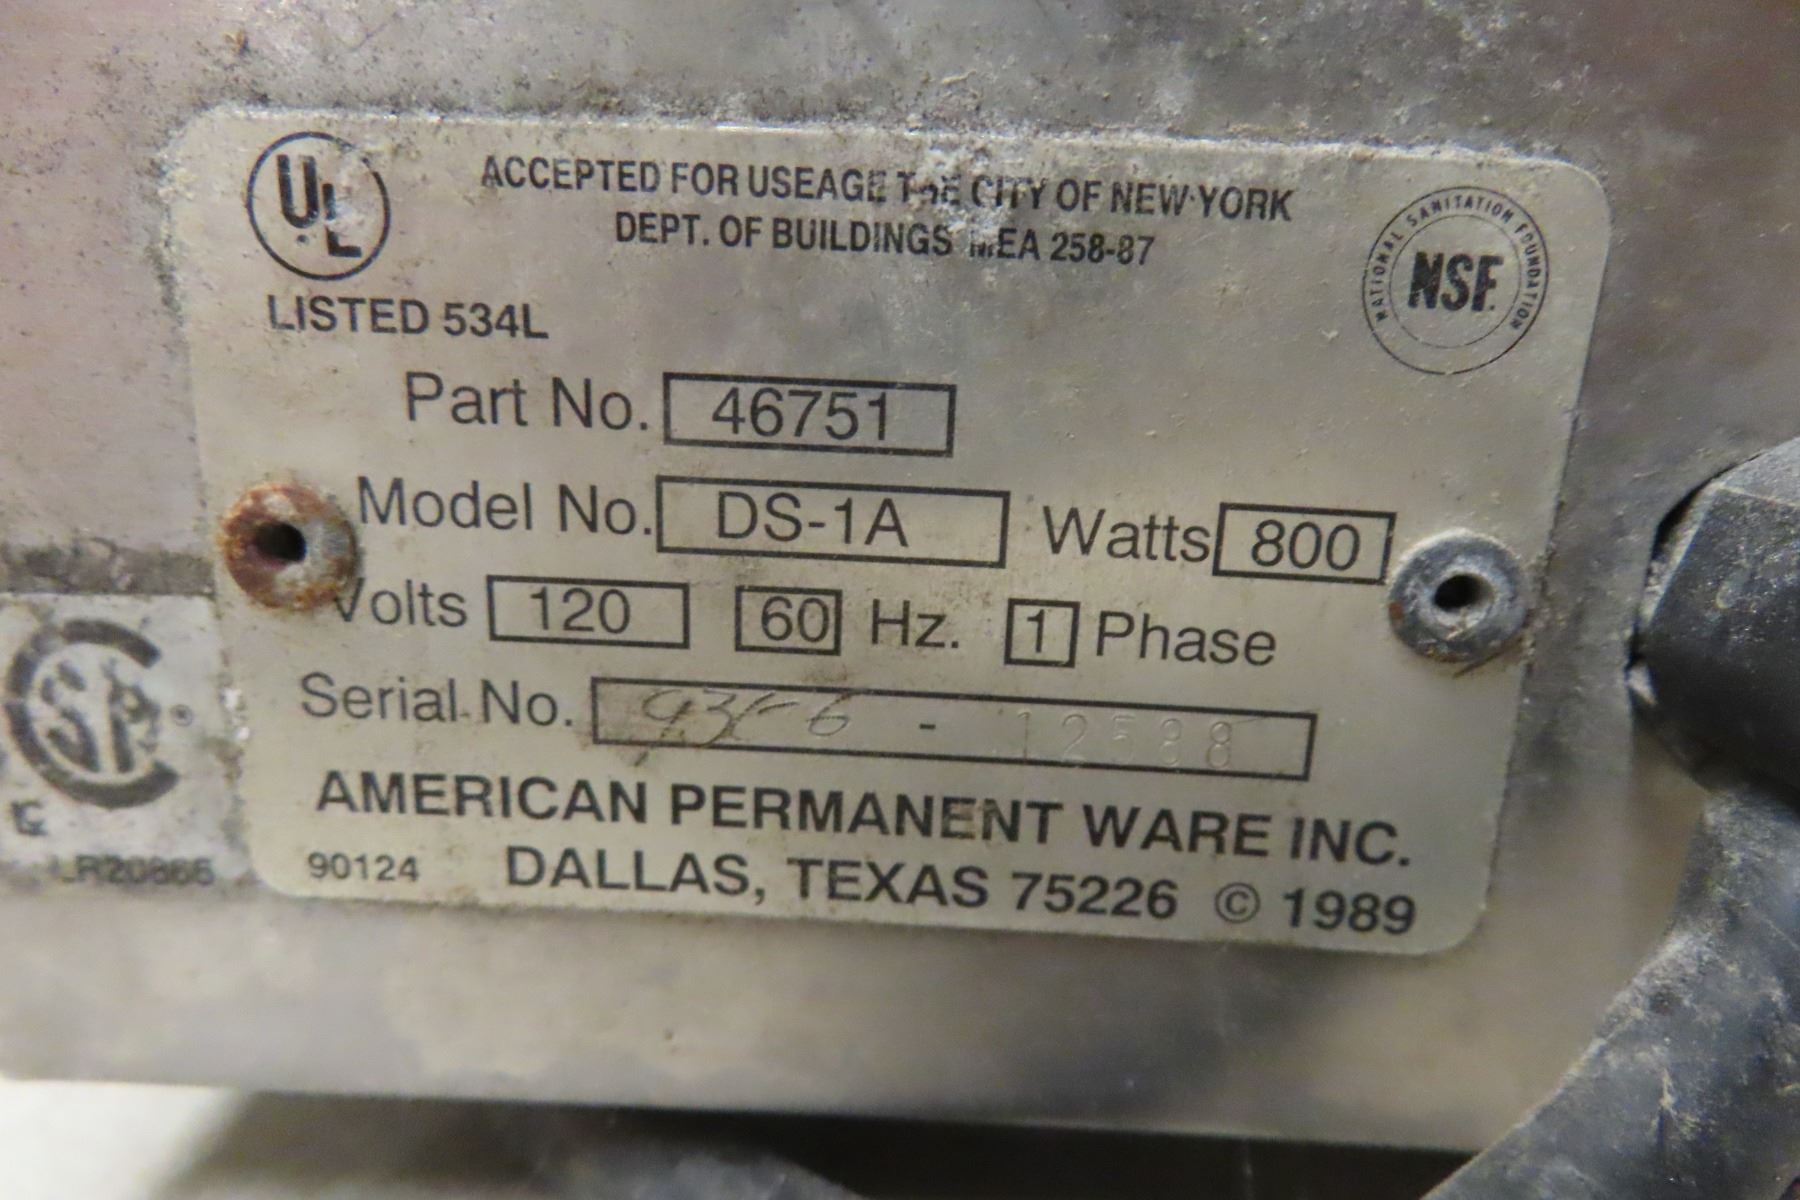 UL
ACCEPTED FOR USEAGE THE CITY OF NEW YORK
DEPT. OF BUILDINGS MEA 258-87
NATIONAL SANITATION FOUNDATION
NSF.
LISTED 534L
Part No. 46751
Model No. DS-1A Watts 800
Volts 120 60 Hz. 1 Phase
Serial No. - 12588
AMERICAN PERMANENT WARE INC.
90124 DALLAS, TEXAS 75226 © 1989
®
LR20866